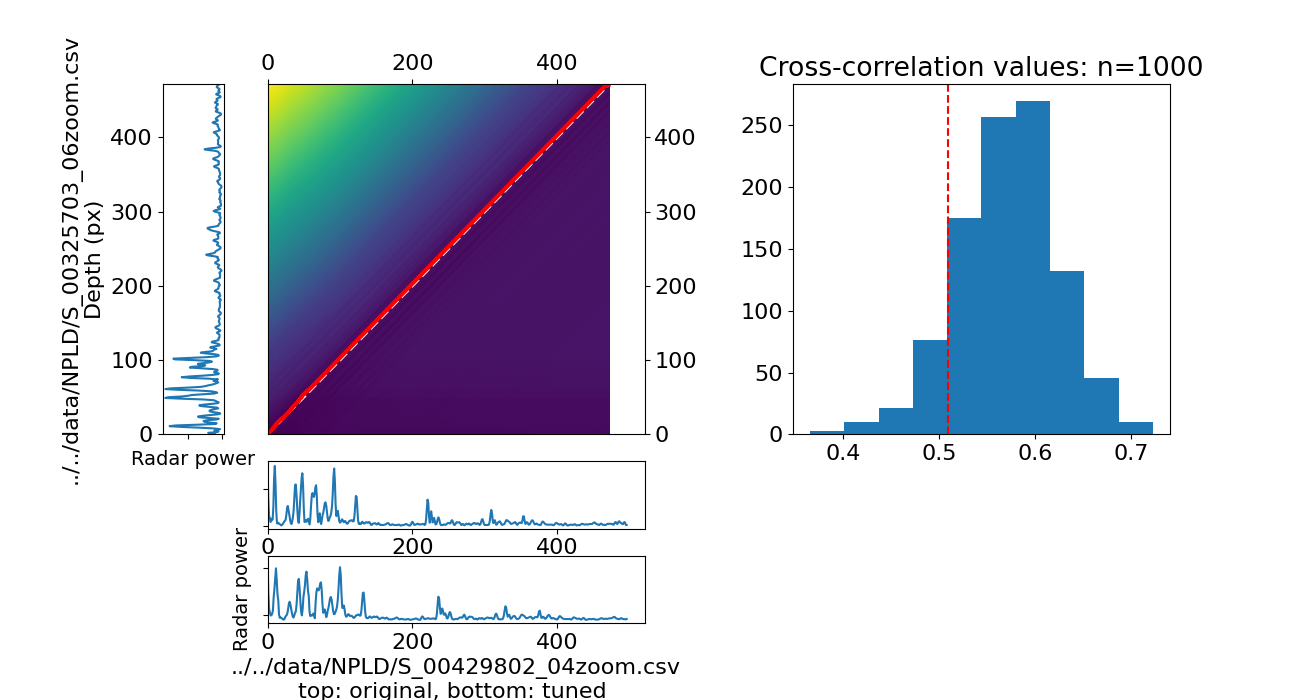 Cross-correlation values: n=1000
0 200 400
../../data/NPLD/S_00325703_06zoom.csv
Depth (px)
400
300
200
100
0
Radar power
400
300
200
100
0
250
200
150
100
50
0
0.4 0.5 0.6 0.7
0 200 400
Radar power
0 200 400
../../data/NPLD/S_00429802_04zoom.csv
top: original, bottom: tuned